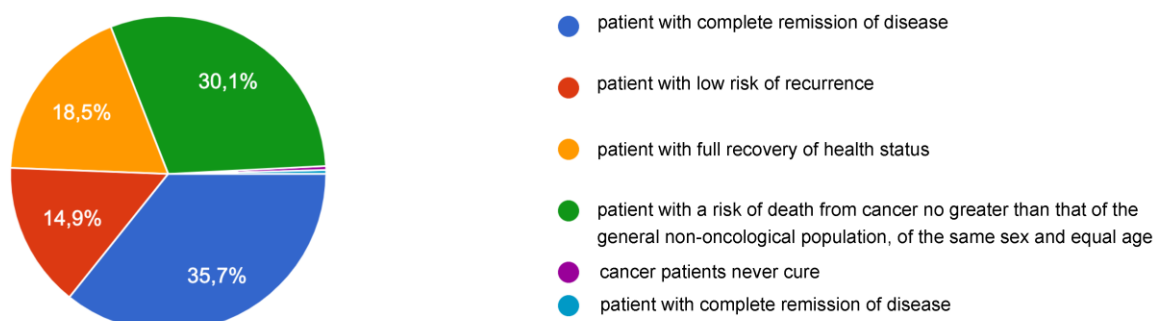 patient with complete remission of disease
30,1%
patient with low risk of recurrence
18,5%
patient with full recovery of health status
14,9%
patient with a risk of death from cancer no greater than that of the
general non-oncological population, of the same sex and equal age
35,7%
cancer patients never cure
patient with complete remission of disease